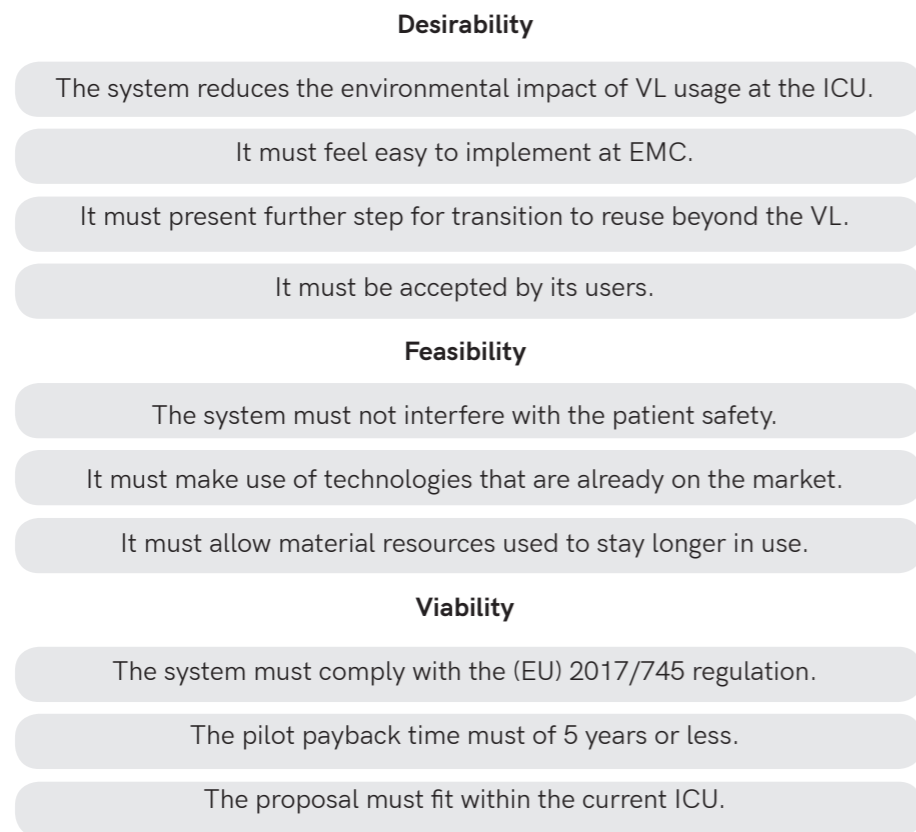 Desirability
The system reduces the environmental impact of VL usage at the ICU.
It must feel easy to implement at EMC.
It must present further step for transition to reuse beyond the VL.
It must be accepted by its users.
Feasibility
The system must not interfere with the patient safety.
It must make use of technologies that are already on the market.
It must allow material resources used to stay longer in use.
Viability
The system must comply with the (EU) 2017/745 regulation.
The pilot payback time must of 5 years or less.
The proposal must fit within the current ICU.